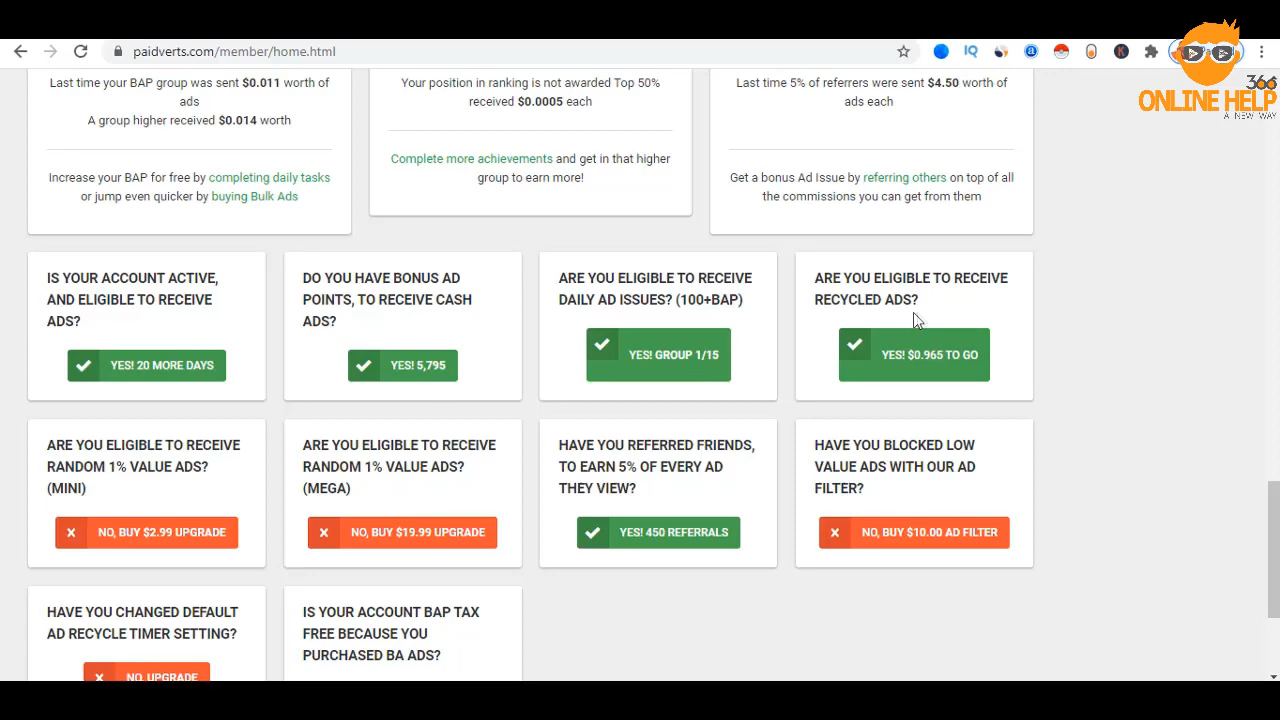 paidverts.com/member/home.html
366
ONLINE HELP
A NEW WAY
Last time your BAP group was sent $0.011 worth of
ads
A group higher received $0.014 worth
Increase your BAP for free by completing daily tasks
or jump even quicker by buying Bulk Ads
Your position in ranking is not awarded Top 50%
received $0.0005 each
Complete more achievements and get in that higher
group to earn more!
Last time 5% of referrers were sent $4.50 worth of
ads each
Get a bonus Ad Issue by referring others on top of all
the commissions you can get from them
IS YOUR ACCOUNT ACTIVE,
AND ELIGIBLE TO RECEIVE
ADS?
YES! 20 MORE DAYS
DO YOU HAVE BONUS AD
POINTS, TO RECEIVE CASH
ADS?
YES! 5,795
ARE YOU ELIGIBLE TO RECEIVE
DAILY AD ISSUES? (100+BAP)
YES! GROUP 1/15
ARE YOU ELIGIBLE TO RECEIVE
RECYCLED ADS?
YES! $0.965 TO GO
ARE YOU ELIGIBLE TO RECEIVE
RANDOM 1% VALUE ADS?
(MINI)
NO, BUY $2.99 UPGRADE
ARE YOU ELIGIBLE TO RECEIVE
RANDOM 1% VALUE ADS?
(MEGA)
NO, BUY $19.99 UPGRADE
HAVE YOU REFERRED FRIENDS,
TO EARN 5% OF EVERY AD
THEY VIEW?
YES! 450 REFERRALS
HAVE YOU BLOCKED LOW
VALUE ADS WITH OUR AD
FILTER?
NO, BUY $10.00 AD FILTER
HAVE YOU CHANGED DEFAULT
AD RECYCLE TIMER SETTING?
NO, UPGRADE
IS YOUR ACCOUNT BAP TAX
FREE BECAUSE YOU
PURCHASED BA ADS?